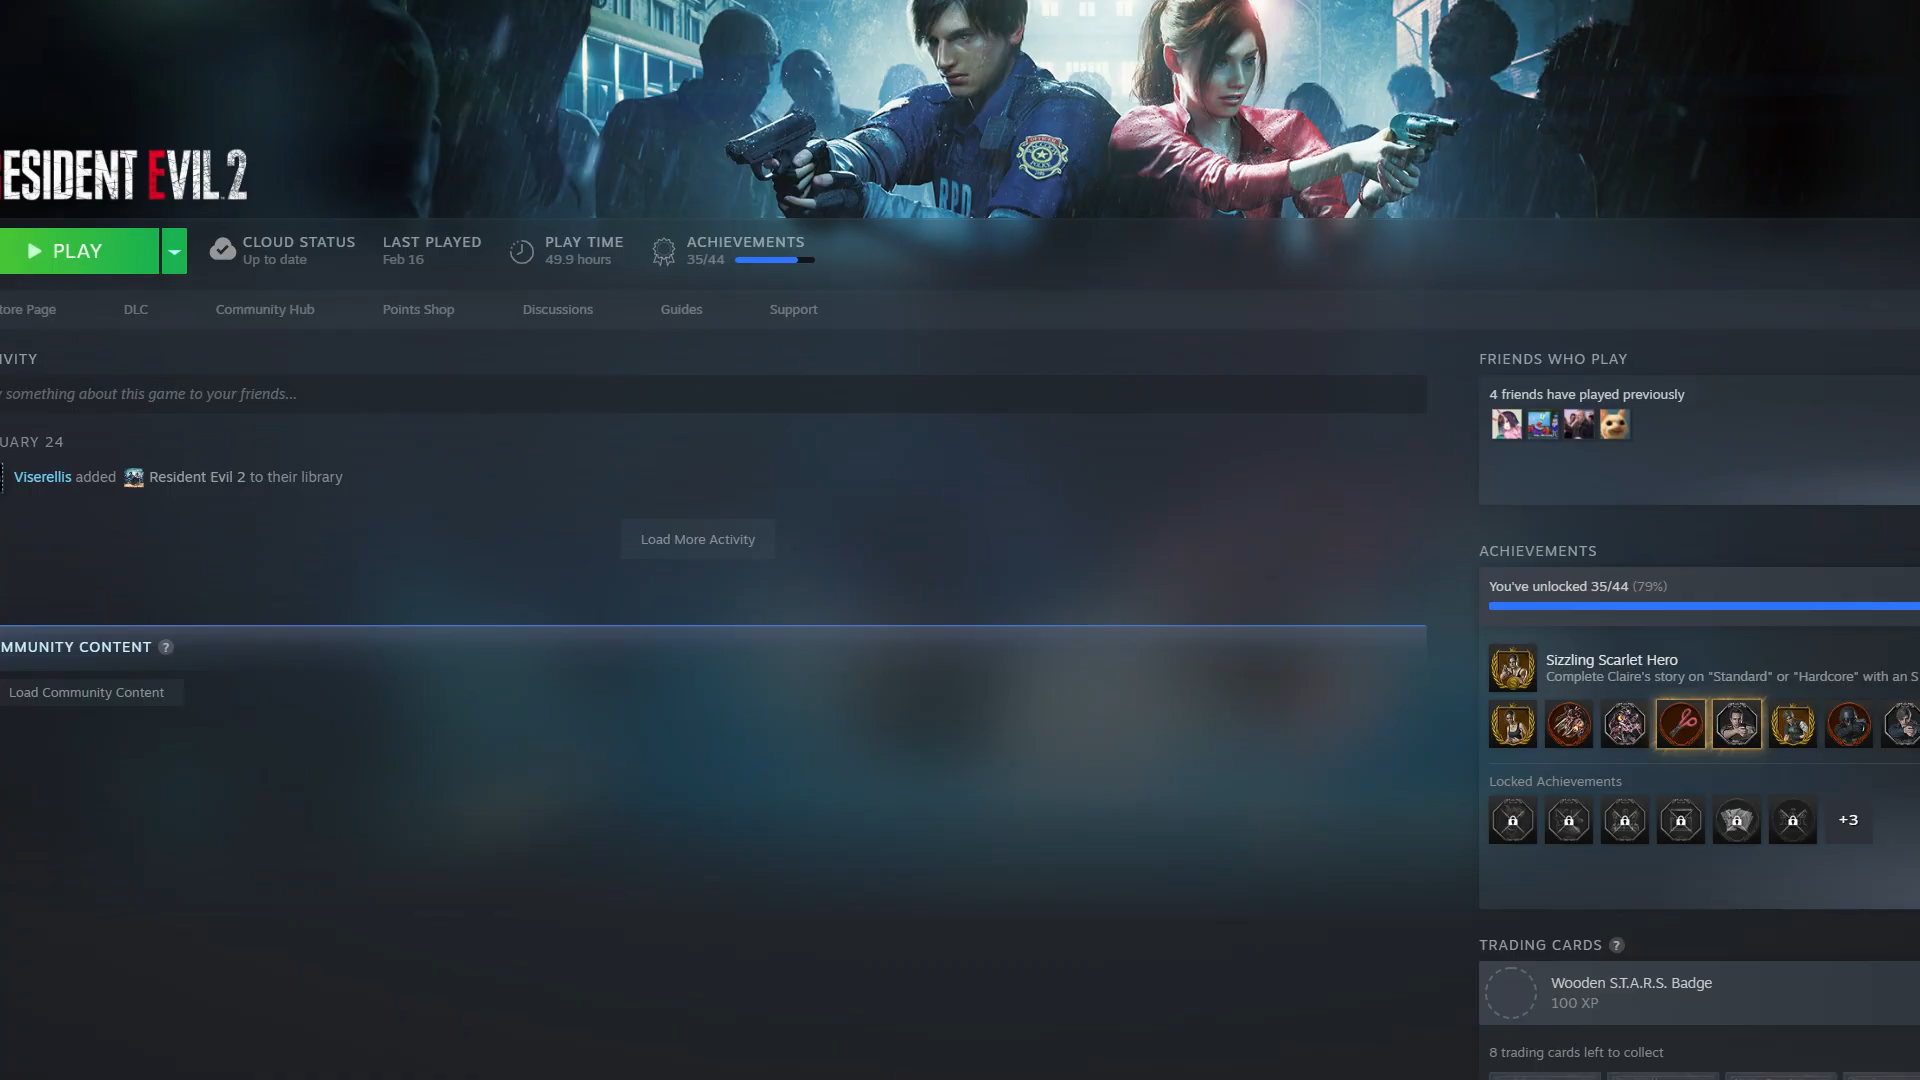 RESIDENT EVIL 2
PLAY
CLOUD STATUS
Up to date
LAST PLAYED
Feb 16
PLAY TIME
49.9 hours
ACHIEVEMENTS
35/44
tore Page
DLC
Community Hub
Points Shop
Discussions
Guides
Support
IVITY
y something about this game to your friends...
UARY 24
Viserellis added Resident Evil 2 to their library
Load More Activity
MMUNITY CONTENT ?
Load Community Content
FRIENDS WHO PLAY
4 friends have played previously
ACHIEVEMENTS
You've unlocked 35/44 (79%)
Sizzling Scarlet Hero
Complete Claire's story on "Standard" or "Hardcore" with an S
Locked Achievements
+3
TRADING CARDS ?
Wooden S.T.A.R.S. Badge
100 XP
8 trading cards left to collect
R.P.D.